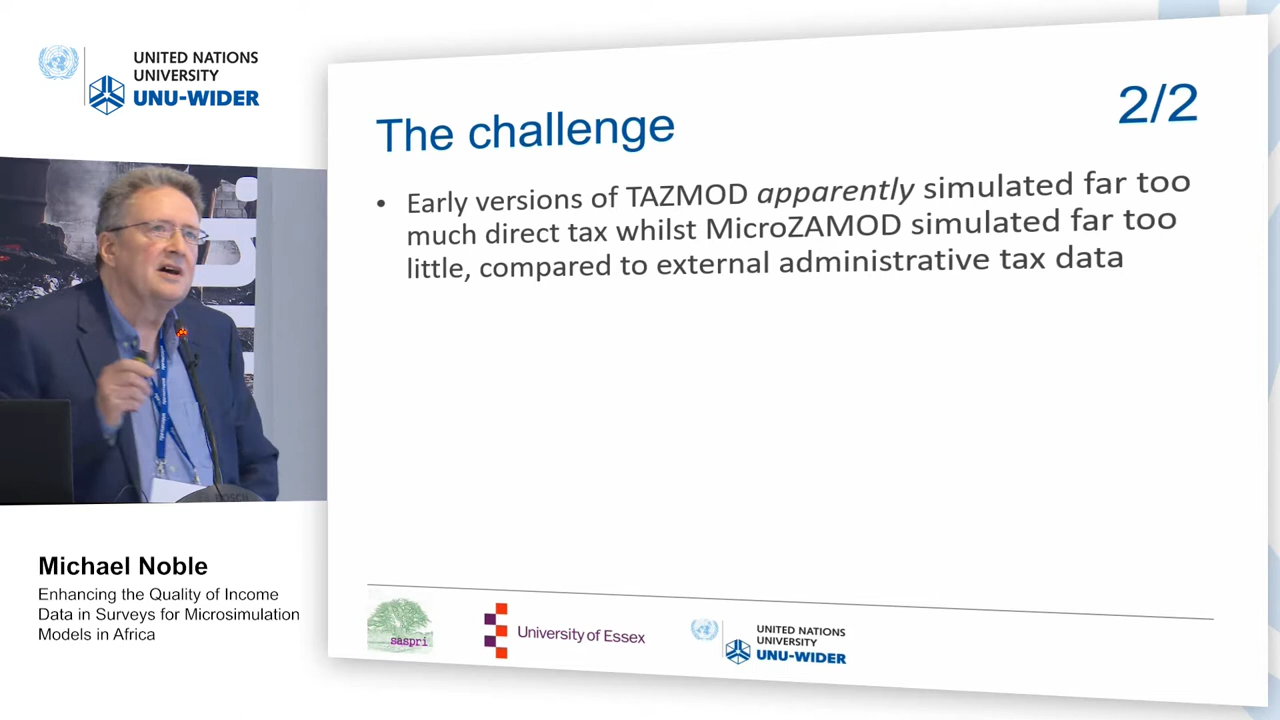 UNITED NATIONS
UNIVERSITY
UNU-WIDER
The challenge
2/2
• Early versions of TAZMOD apparently simulated far too
much direct tax whilst MicroZAMOD simulated far too
little, compared to external administrative tax data
Michael Noble
Enhancing the Quality of Income
Data in Surveys for Microsimulation
Models in Africa
saspri
University of Essex
UNITED NATIONS
UNIVERSITY
UNU-WIDER